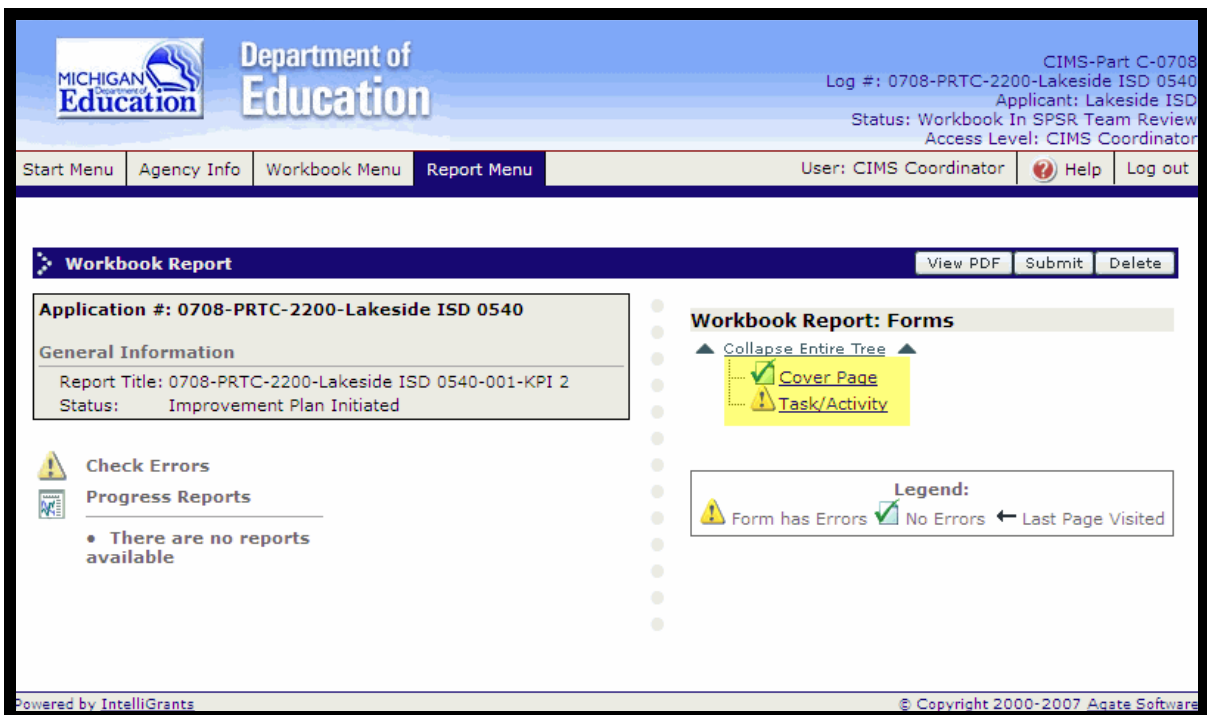 MICHIGAN
Department of
Education
Department of
Education
CIMS-Part C-0708
Log #: 0708-PRTC-2200-Lakeside ISD 0540
Applicant: Lakeside ISD
Status: Workbook In SPSR Team Review
Access Level: CIMS Coordinator
Start Menu Agency Info Workbook Menu Report Menu User: CIMS Coordinator ? Help Log out
Workbook Report View PDF Submit Delete
Application #: 0708-PRTC-2200-Lakeside ISD 0540
General Information
Report Title: 0708-PRTC-2200-Lakeside ISD 0540-001-KPI 2
Status: Improvement Plan Initiated
Check Errors
Progress Reports
• There are no reports
available
Workbook Report: Forms
Collapse Entire Tree
Cover Page
Task/Activity
Legend:
Form has Errors No Errors ← Last Page Visited
Powered by IntelliGrants © Copyright 2000-2007 Agate Software